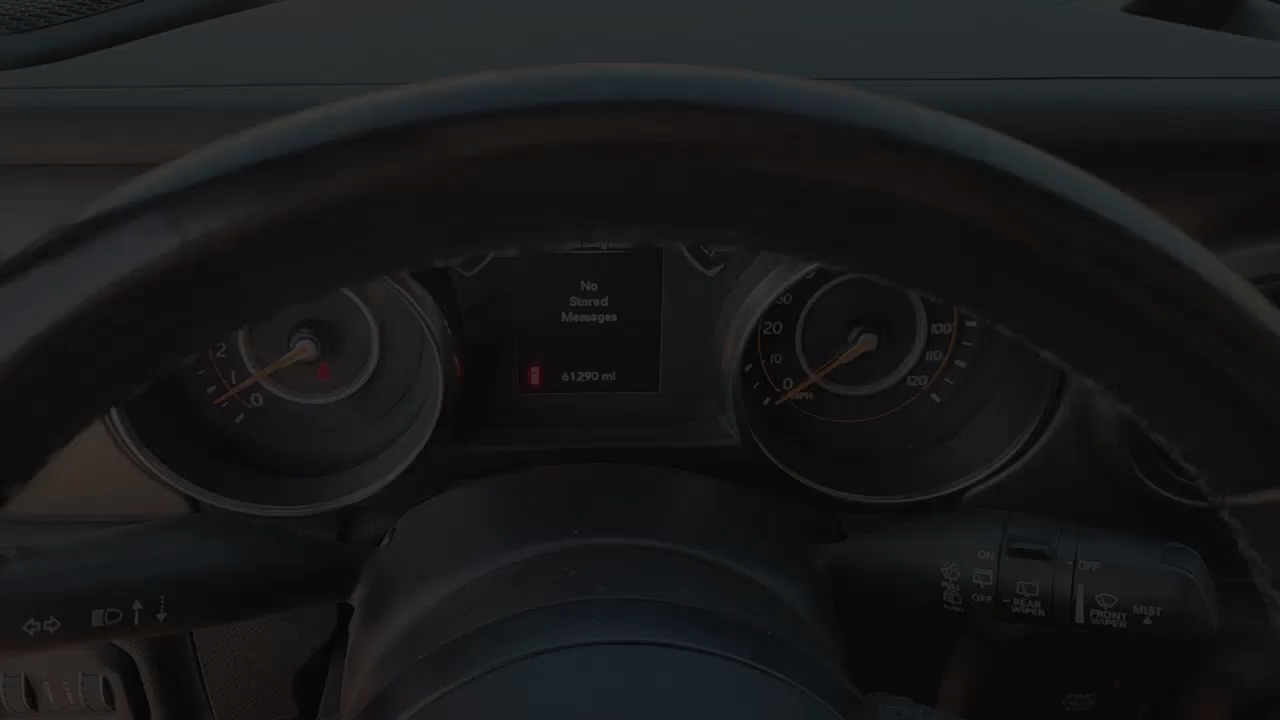 No
Stored
Messages
61290 mi
2
1
0
20
10
0
MPH
100
110
120
ON
OFF
REAR
WIPER
OFF
FRONT
WIPER
MIST